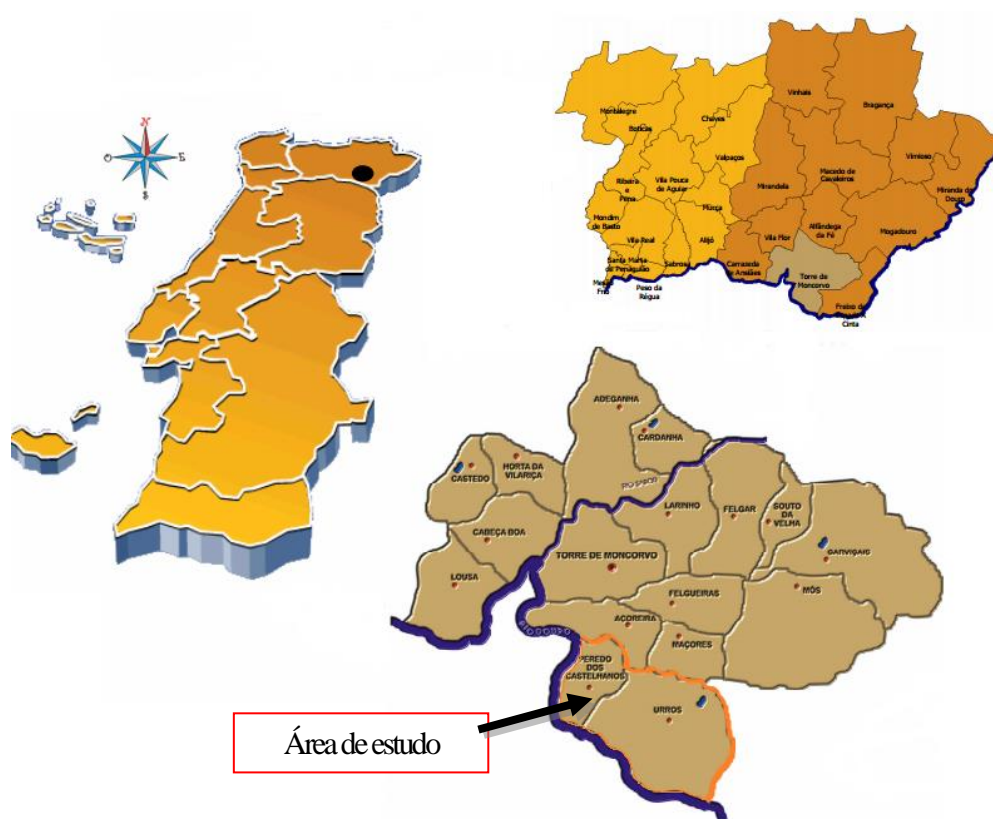 N
O
E
S
Montalegre
Boticas
Chaves
Vinhais
Bragança
Valpaços
Vimioso
Ribeira
e
Pena
Vila Pouca
de Aguiar
Mirandela
Macedo de
Cavaleiros
Miranda do
Douro
Mondim
de Basto
Murça
Vila Real
Alijó
Vila Flor
Alfândega
da Fé
Mogadouro
Santa Marta
de Penaguião
Sabrosa
Carrazeda
de Ansiães
Torre de
Moncorvo
Mesão
Frio
Peso da
Régua
Freixo de
Cinta
ADEGANHA
CARDANHA
HORTA DA
VILARIÇA
CASTEDO
RIO SABOR
LARINHO
FELGAR
SOUTO
DA
VELHA
CABEÇA BOA
TORRE DE MONCORVO
CARVIÇAIS
LOUSA
FELGUEIRAS
MÓS
RIO DOURO
AÇOREIRA
MAÇORES
PEREDO
DOS
CASTELHANOS
URROS
Área de estudo